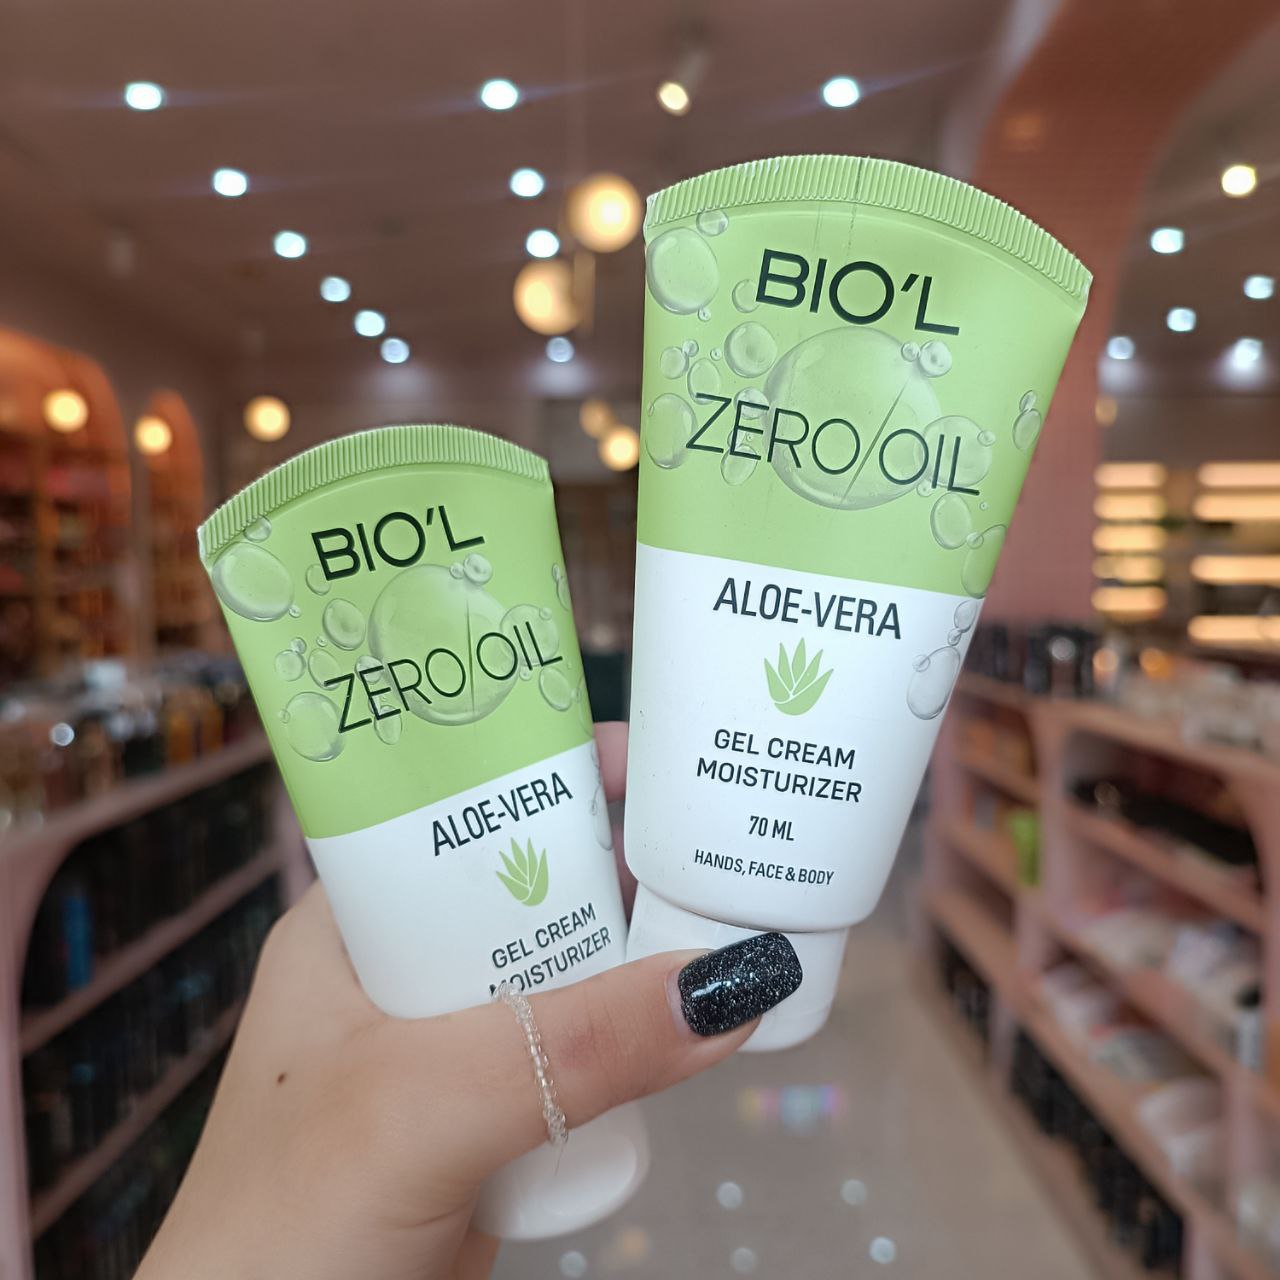 BIO'L
ZERO/OIL
ALOE-VERA
GEL CREAM
MOISTURIZER
BIO'L
ZERO/OIL
ALOE-VERA
GEL CREAM
MOISTURIZER
70 ML
HANDS, FACE & BODY